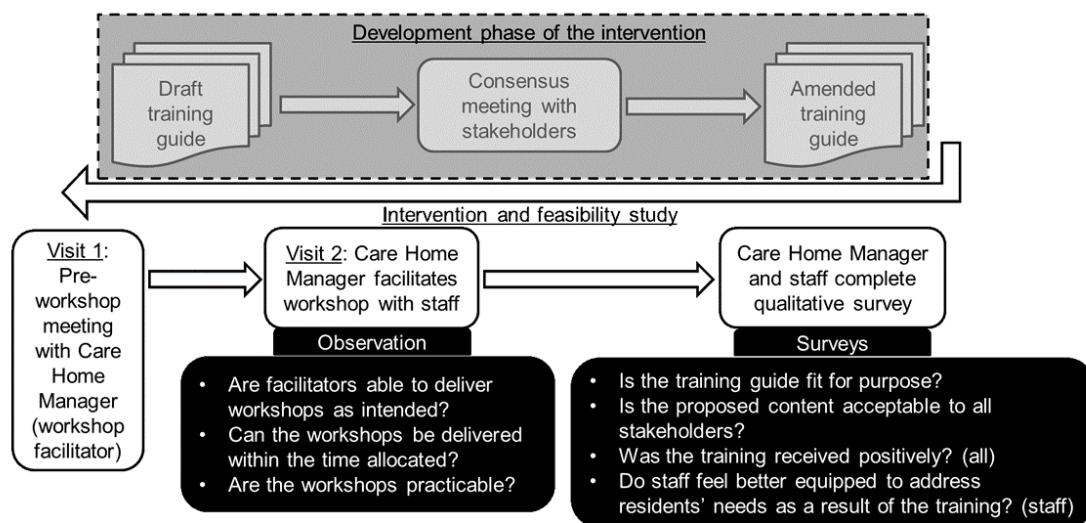 Development phase of the intervention
Draft
training
guide
Consensus
meeting with
stakeholders
Amended
training
guide
Intervention and feasibility study
Visit 1:
Pre-
workshop
meeting
with Care
Home
Manager
(workshop
facilitator)
Visit 2: Care Home
Manager facilitates
workshop with staff
Observation
• Are facilitators able to deliver
workshops as intended?
• Can the workshops be delivered
within the time allocated?
• Are the workshops practicable?
Care Home Manager
and staff complete
qualitative survey
Surveys
• Is the training guide fit for purpose?
• Is the proposed content acceptable to all
stakeholders?
• Was the training received positively? (all)
• Do staff feel better equipped to address
residents' needs as a result of the training? (staff)